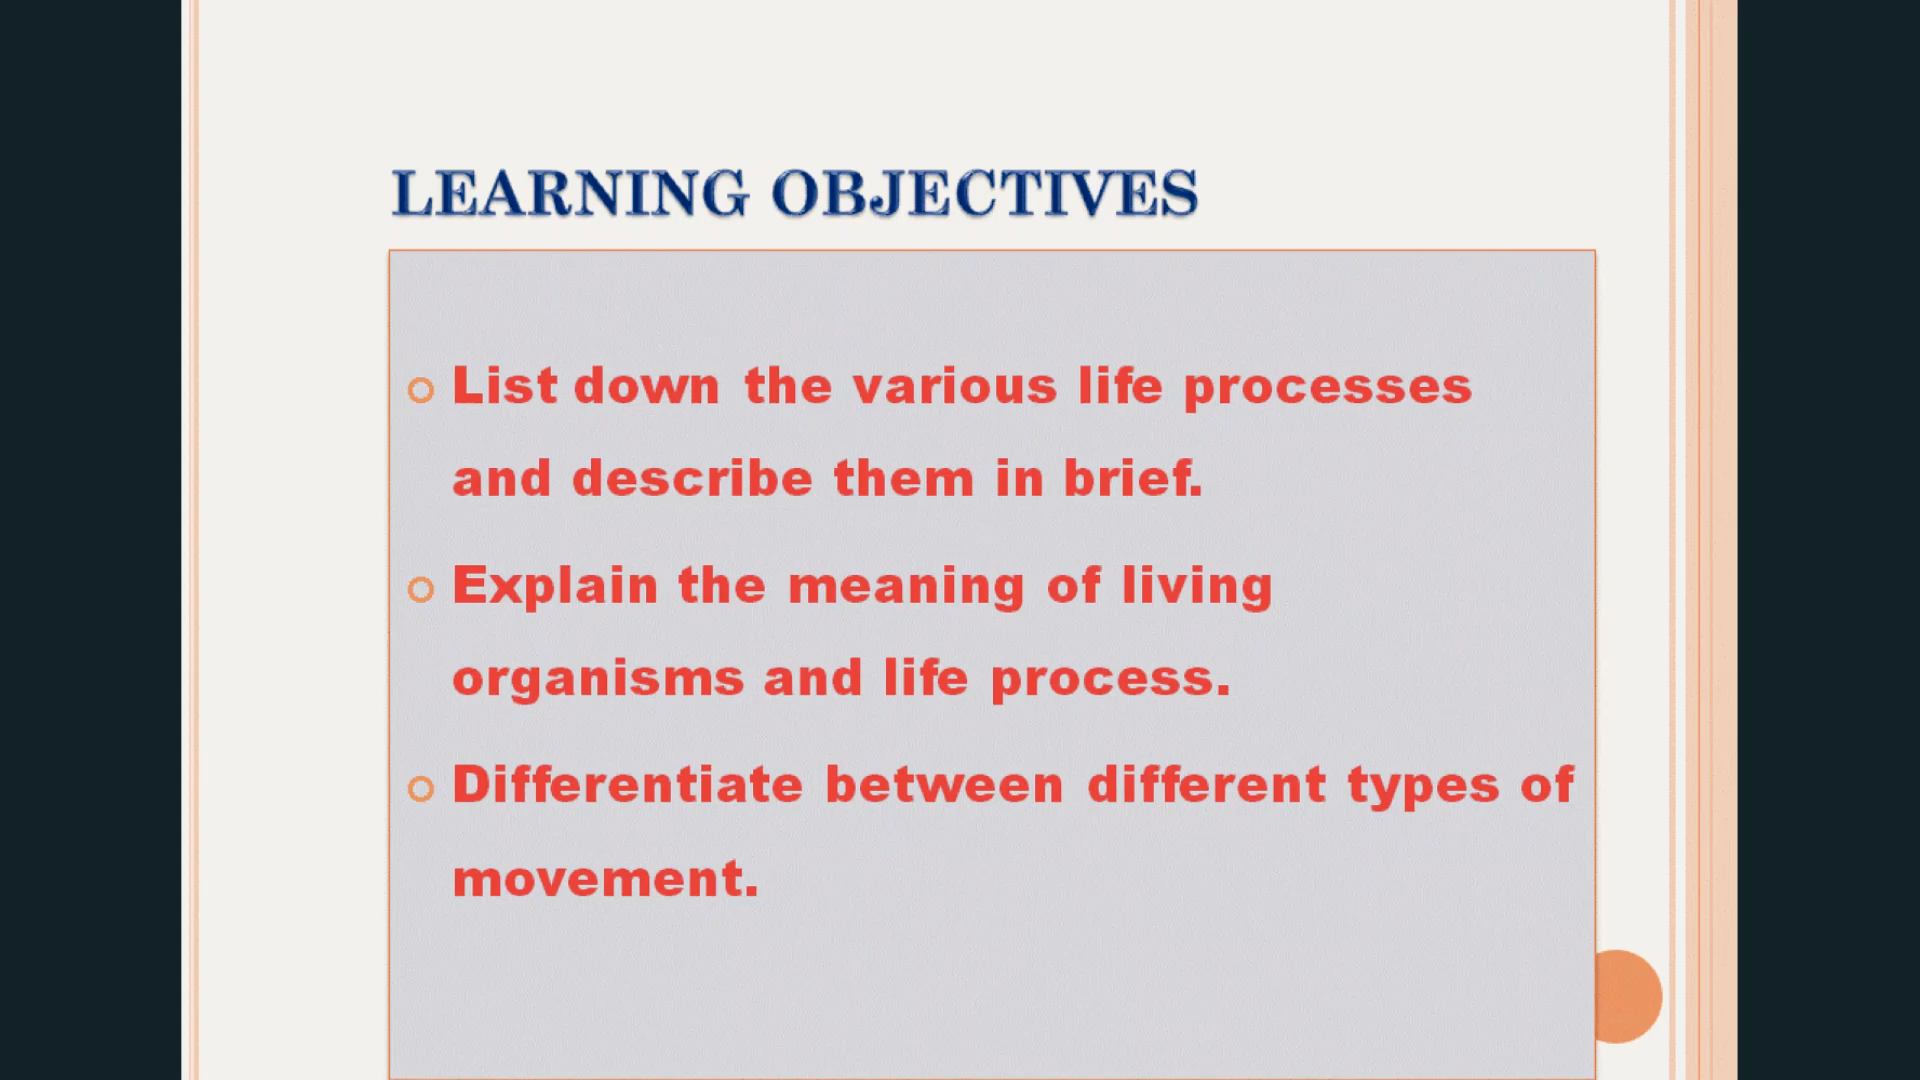 LEARNING OBJECTIVES
List down the various life processes
and describe them in brief.
Explain the meaning of living
organisms and life process.
Differentiate between different types of
movement.